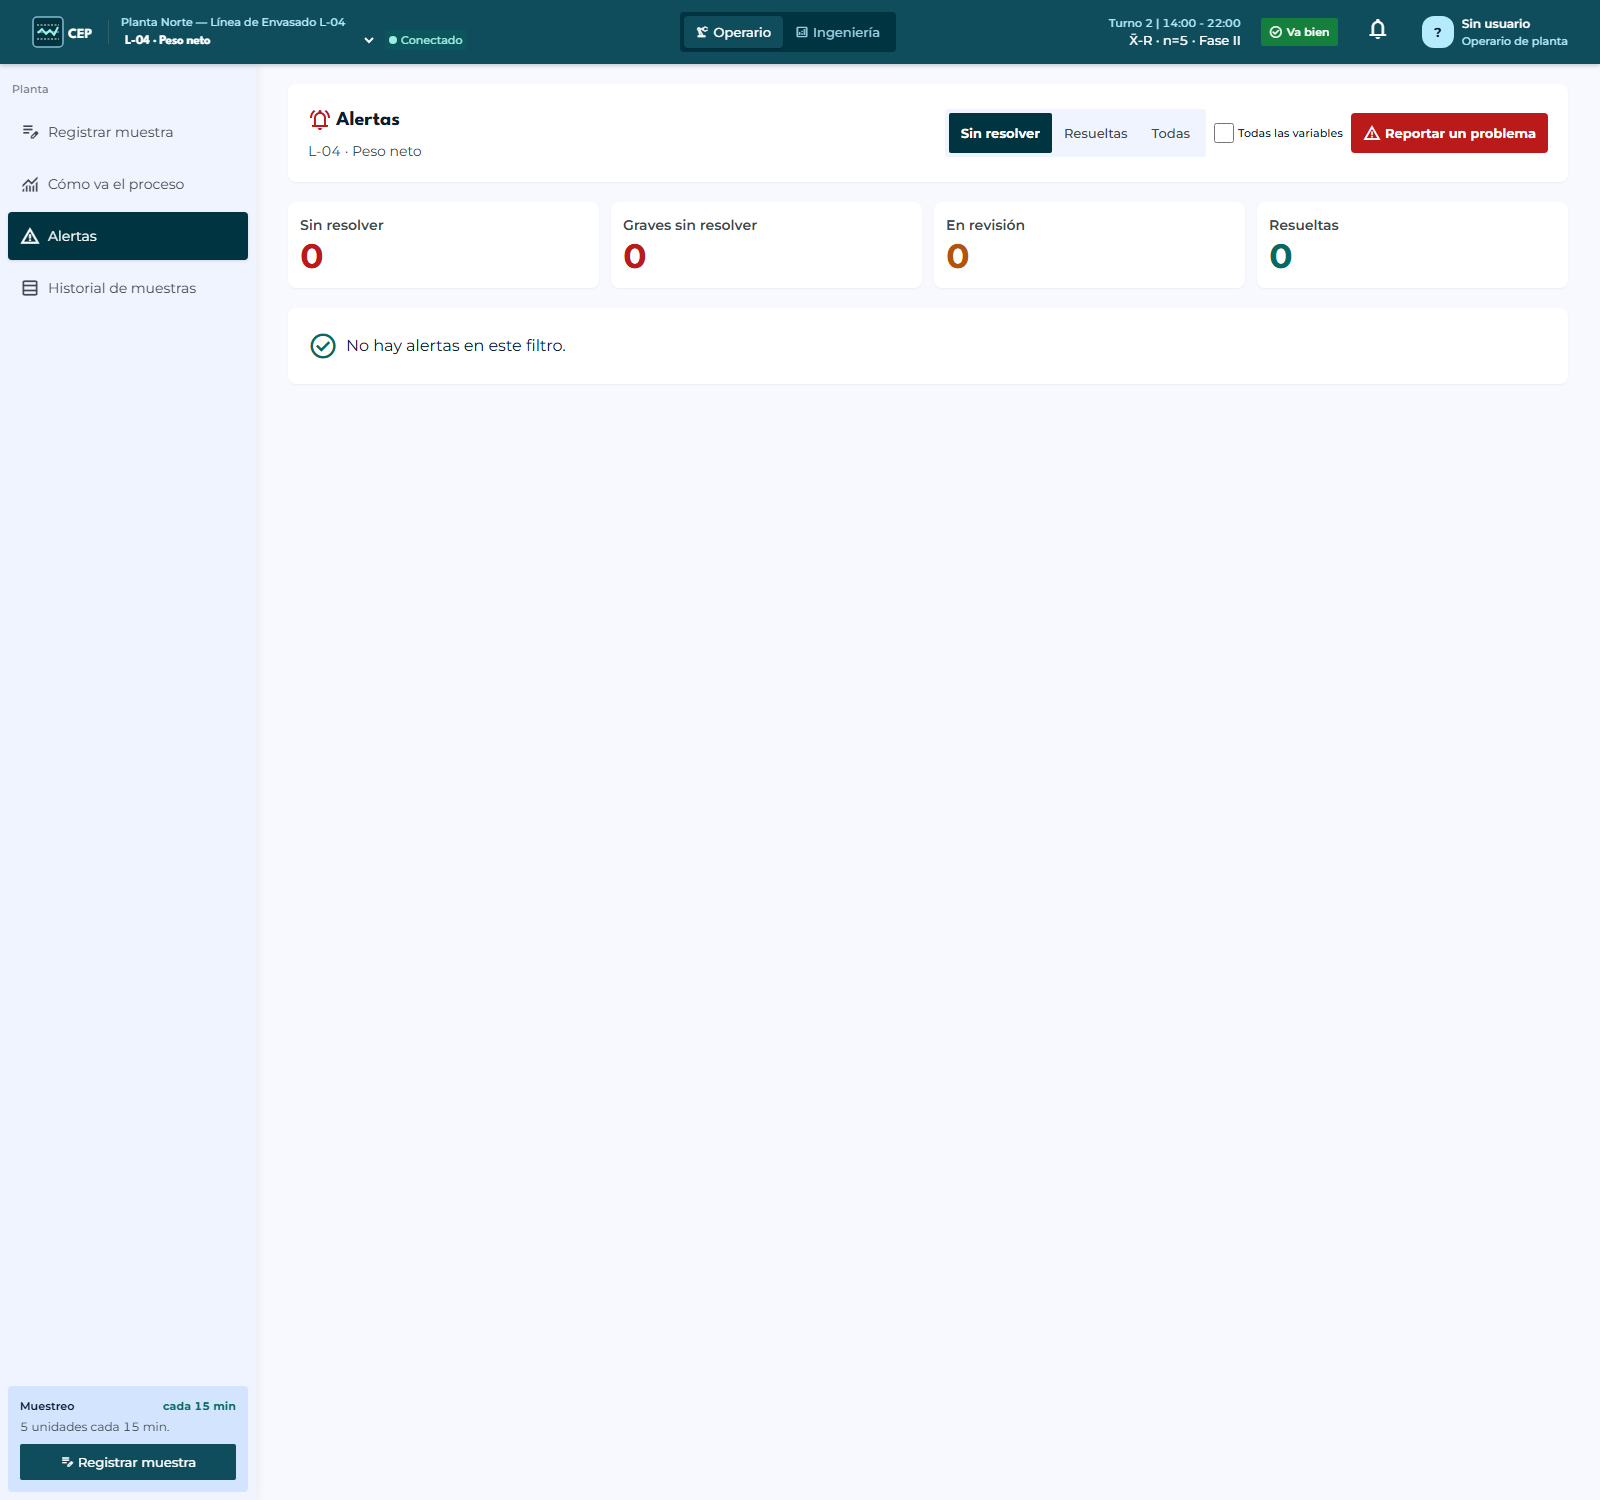 CEP
Planta Norte — Línea de Envasado L-04
L-04 · Peso neto
Conectado
Operario
Ingeniería
Turno 2 | 14:00 - 22:00
X̄-R · n=5 · Fase II
Va bien
?
Sin usuario
Operario de planta
Planta
Registrar muestra
Cómo va el proceso
Alertas
Historial de muestras
Alertas
L-04 · Peso neto
Sin resolver
Resueltas
Todas
Todas las variables
Reportar un problema
Sin resolver
0
Graves sin resolver
0
En revisión
0
Resueltas
0
No hay alertas en este filtro.
Muestreo
cada 15 min
5 unidades cada 15 min.
Registrar muestra